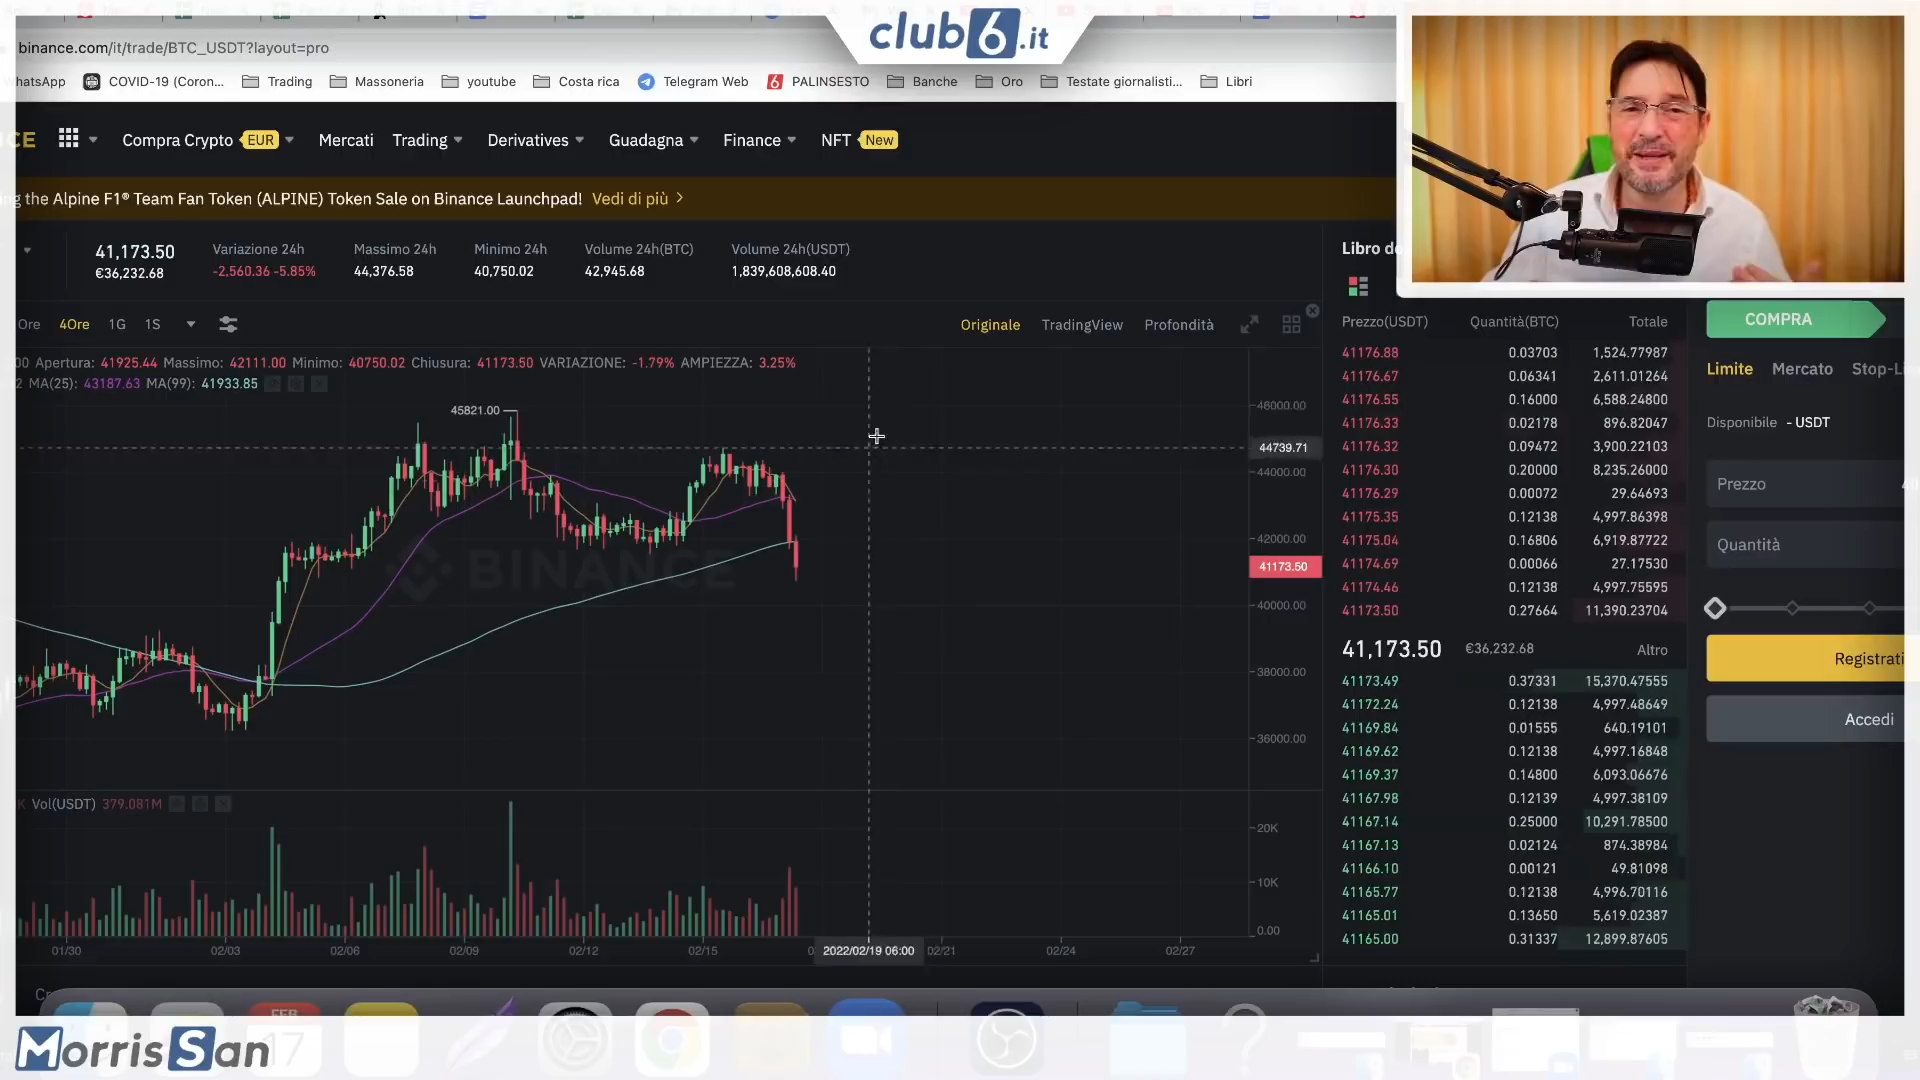 club6.it
binance.com/it/trade/BTC_USDT?layout=pro
WhatsApp COVID-19 (Coron... Trading Massoneria youtube Costa rica Telegram Web 6 PALINSESTO Banche Oro Testate giornalisti... Libri
CE Compra Crypto EUR Mercati Trading Derivatives Guadagna Finance NFT New
ng the Alpine F1® Team Fan Token (ALPINE) Token Sale on Binance Launchpad! Vedi di più >
41,173.50 Variazione 24h Massimo 24h Minimo 24h Volume 24h(BTC) Volume 24h(USDT)
€36,232.68 -2,560.36 -5.85% 44,376.58 40,750.02 42,945.68 1,839,608,608.40
Ore 4Ore 1G 1S Originale TradingView Profondità
00 Apertura: 41925.44 Massimo: 42111.00 Minimo: 40750.02 Chiusura: 41173.50 VARIAZIONE: -1.79% AMPIEZZA: 3.25%
2 MA(25): 43187.63 MA(99): 41933.85
45821.00
BINANCE
46000.00
44739.71
44000.00
42000.00
41173.50
40000.00
38000.00
36000.00
K Vol(USDT) 379.081M
20K
10K
0.00
01/30 02/03 02/06 02/09 02/12 02/15 0 2022/02/19 06:00 02/21 02/24 02/27
Libro de
Prezzo(USDT) Quantità(BTC) Totale
41176.88 0.03703 1,524.77987
41176.67 0.06341 2,611.01264
41176.55 0.16000 6,588.24800
41176.33 0.02178 896.82047
41176.32 0.09472 3,900.22103
41176.30 0.20000 8,235.26000
41176.29 0.00072 29.64693
41175.35 0.12138 4,997.86398
41175.04 0.16806 6,919.87722
41174.69 0.00066 27.17530
41174.46 0.12138 4,997.75595
41173.50 0.27664 11,390.23704
41,173.50 €36,232.68 Altro
41173.49 0.37331 15,370.47555
41172.24 0.12138 4,997.48649
41169.84 0.01555 640.19101
41169.62 0.12138 4,997.16848
41169.37 0.14800 6,093.06676
41167.98 0.12139 4,997.38109
41167.14 0.25000 10,291.78500
41167.13 0.02124 874.38984
41166.10 0.00121 49.81098
41165.77 0.12138 4,996.70116
41165.01 0.13650 5,619.02387
41165.00 0.31337 12,899.87605
COMPRA
Limite Mercato Stop-Li
Disponibile - USDT
Prezzo 40
Quantità
Registrati
Accedi
FEB
17
MorrisSan